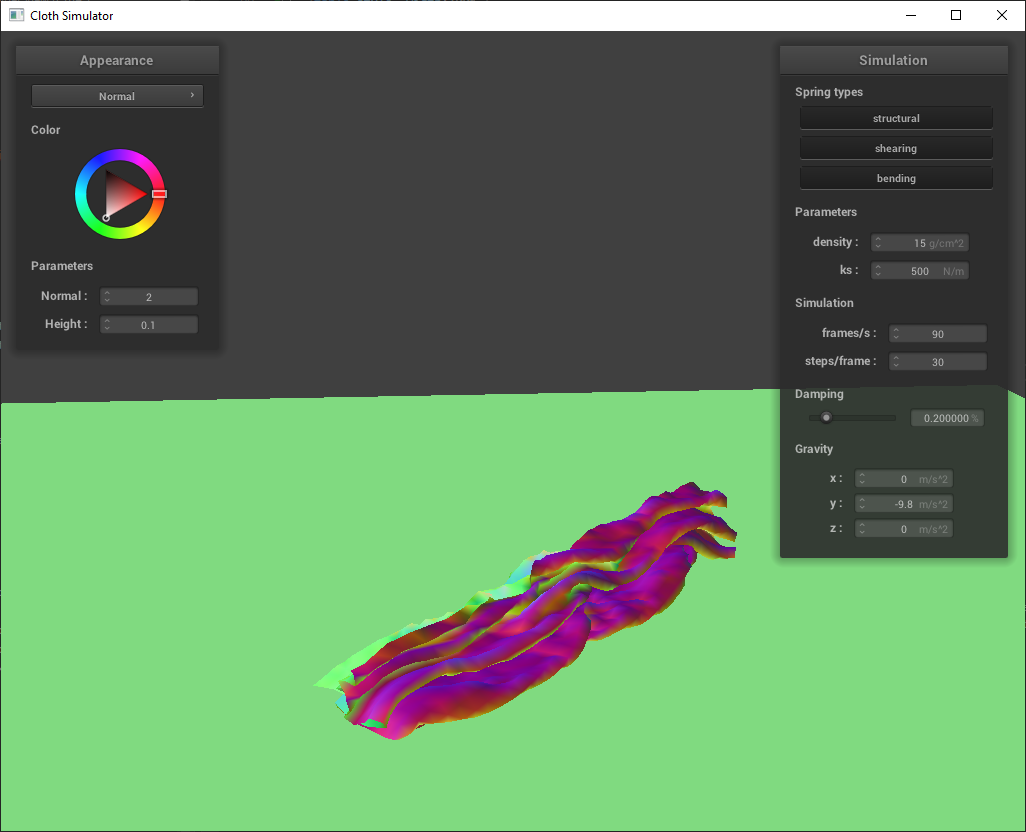 Cloth Simulator
Appearance
Normal
Color
Parameters
Normal : 2
Height : 0.1
Simulation
Spring types
structural
shearing
bending
Parameters
density : 15 g/cm^2
ks : 500 N/m
Simulation
frames/s : 90
steps/frame : 30
Damping
0.200000 %
Gravity
x : 0 m/s^2
y : -9.8 m/s^2
z : 0 m/s^2